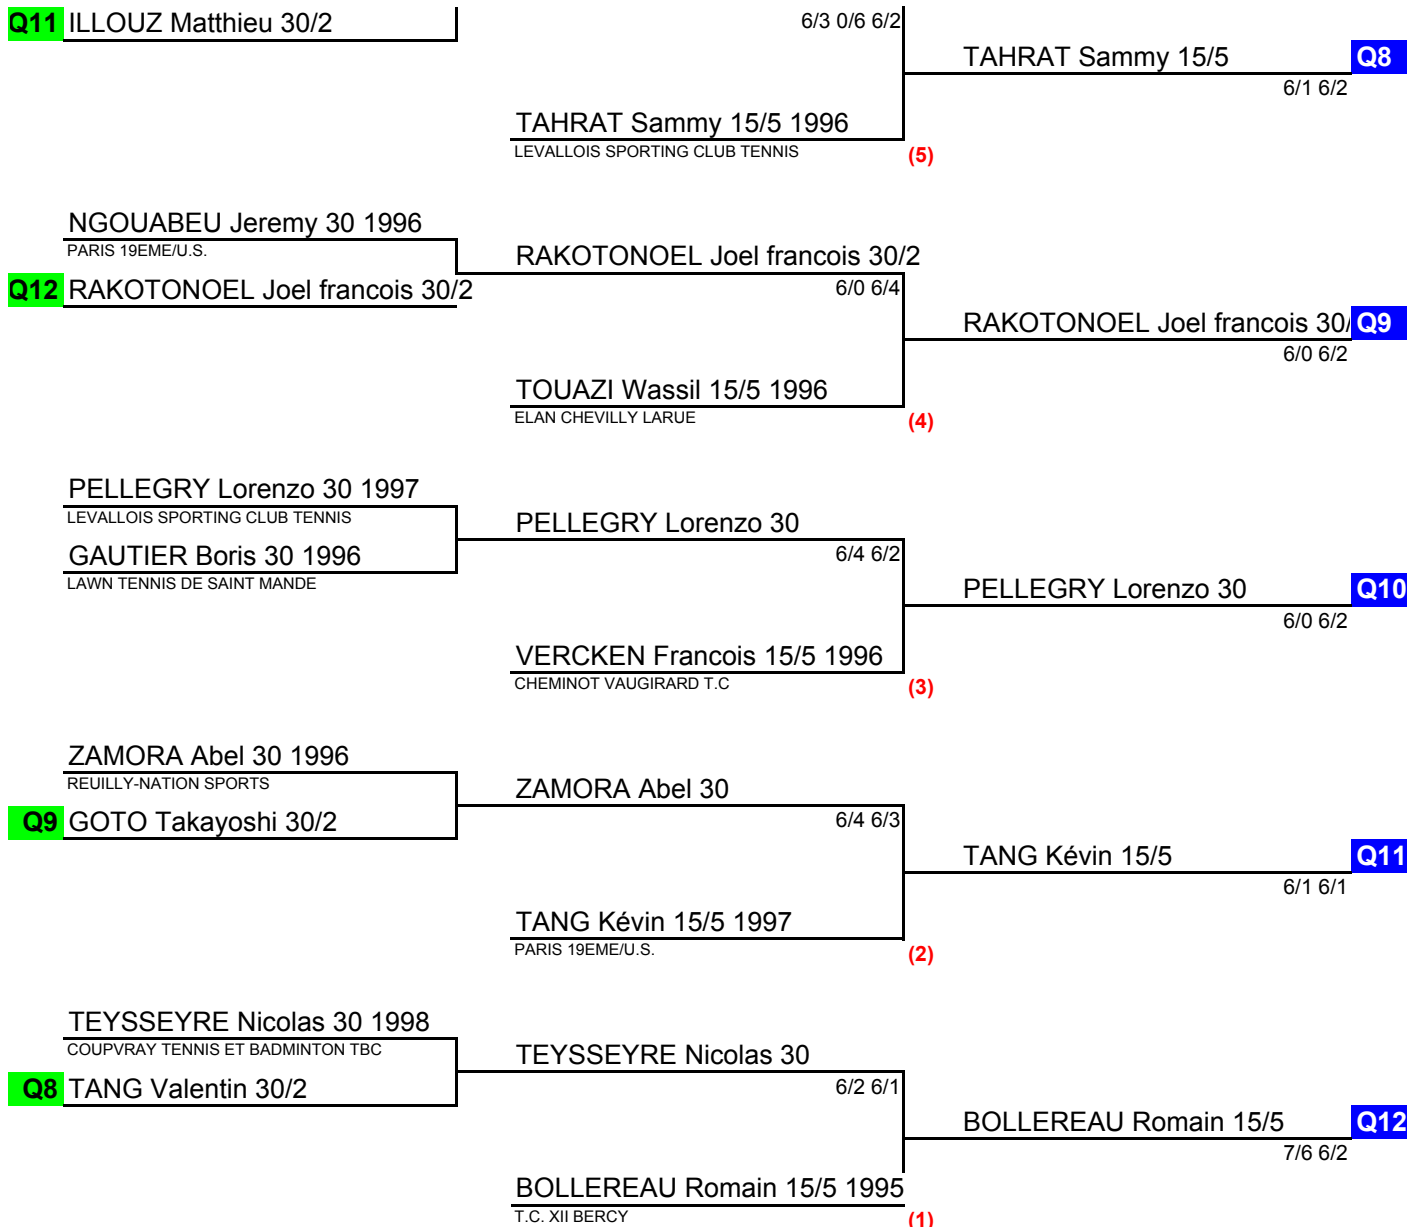 Q11 ILLOUZ Matthieu 30/2
6/3 0/6 6/2
TAHRAT Sammy 15/5 Q8
6/1 6/2
TAHRAT Sammy 15/5 1996
LEVALLOIS SPORTING CLUB TENNIS
(5)
NGOUABEU Jeremy 30 1996
PARIS 19EME/U.S.
RAKOTONOEL Joel francois 30/2
Q12 RAKOTONOEL Joel francois 30/2
6/0 6/4
RAKOTONOEL Joel francois 30/ Q9
6/0 6/2
TOUAZI Wassil 15/5 1996
ELAN CHEVILLY LARUE
(4)
PELLEGRY Lorenzo 30 1997
LEVALLOIS SPORTING CLUB TENNIS
PELLEGRY Lorenzo 30
GAUTIER Boris 30 1996
6/4 6/2
LAWN TENNIS DE SAINT MANDE
PELLEGRY Lorenzo 30 Q10
6/0 6/2
VERCKEN Francois 15/5 1996
CHEMINOT VAUGIRARD T.C
(3)
ZAMORA Abel 30 1996
REUILLY-NATION SPORTS
ZAMORA Abel 30
Q9 GOTO Takayoshi 30/2
6/4 6/3
TANG Kévin 15/5 Q11
6/1 6/1
TANG Kévin 15/5 1997
PARIS 19EME/U.S.
(2)
TEYSSEYRE Nicolas 30 1998
COUPVRAY TENNIS ET BADMINTON TBC
TEYSSEYRE Nicolas 30
Q8 TANG Valentin 30/2
6/2 6/1
BOLLEREAU Romain 15/5 Q12
7/6 6/2
BOLLEREAU Romain 15/5 1995
T.C. XII BERCY
(1)